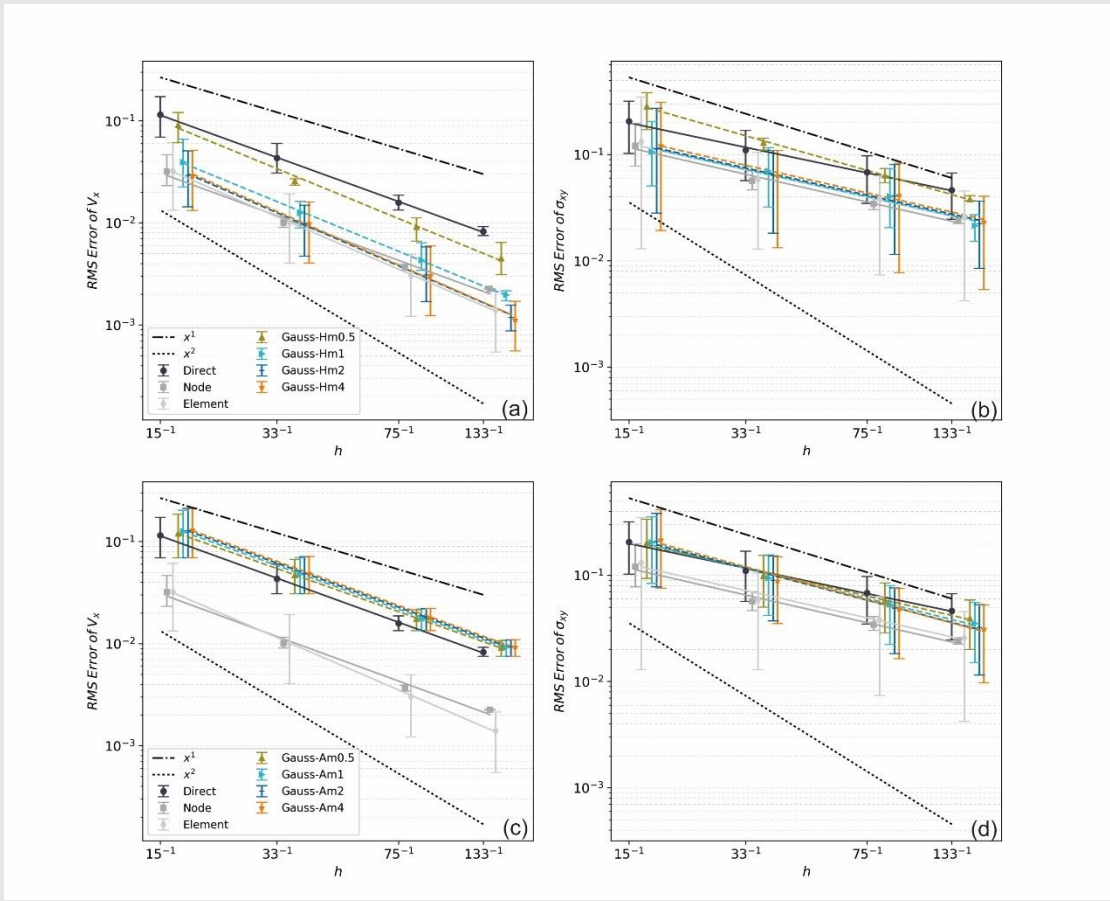 10⁻¹
10⁻²
10⁻³
RMS Error of Vₓ
x¹
x²
Direct
Node
Element
Gauss-Hm0.5
Gauss-Hm1
Gauss-Hm2
Gauss-Hm4
(a)
15⁻¹ 33⁻¹ 75⁻¹ 133⁻¹
h
10⁻¹
10⁻²
10⁻³
RMS Error of σₓᵧ
(b)
15⁻¹ 33⁻¹ 75⁻¹ 133⁻¹
h
10⁻¹
10⁻²
10⁻³
RMS Error of Vₓ
x¹
x²
Direct
Node
Element
Gauss-Am0.5
Gauss-Am1
Gauss-Am2
Gauss-Am4
(c)
15⁻¹ 33⁻¹ 75⁻¹ 133⁻¹
h
10⁻¹
10⁻²
10⁻³
RMS Error of σₓᵧ
(d)
15⁻¹ 33⁻¹ 75⁻¹ 133⁻¹
h